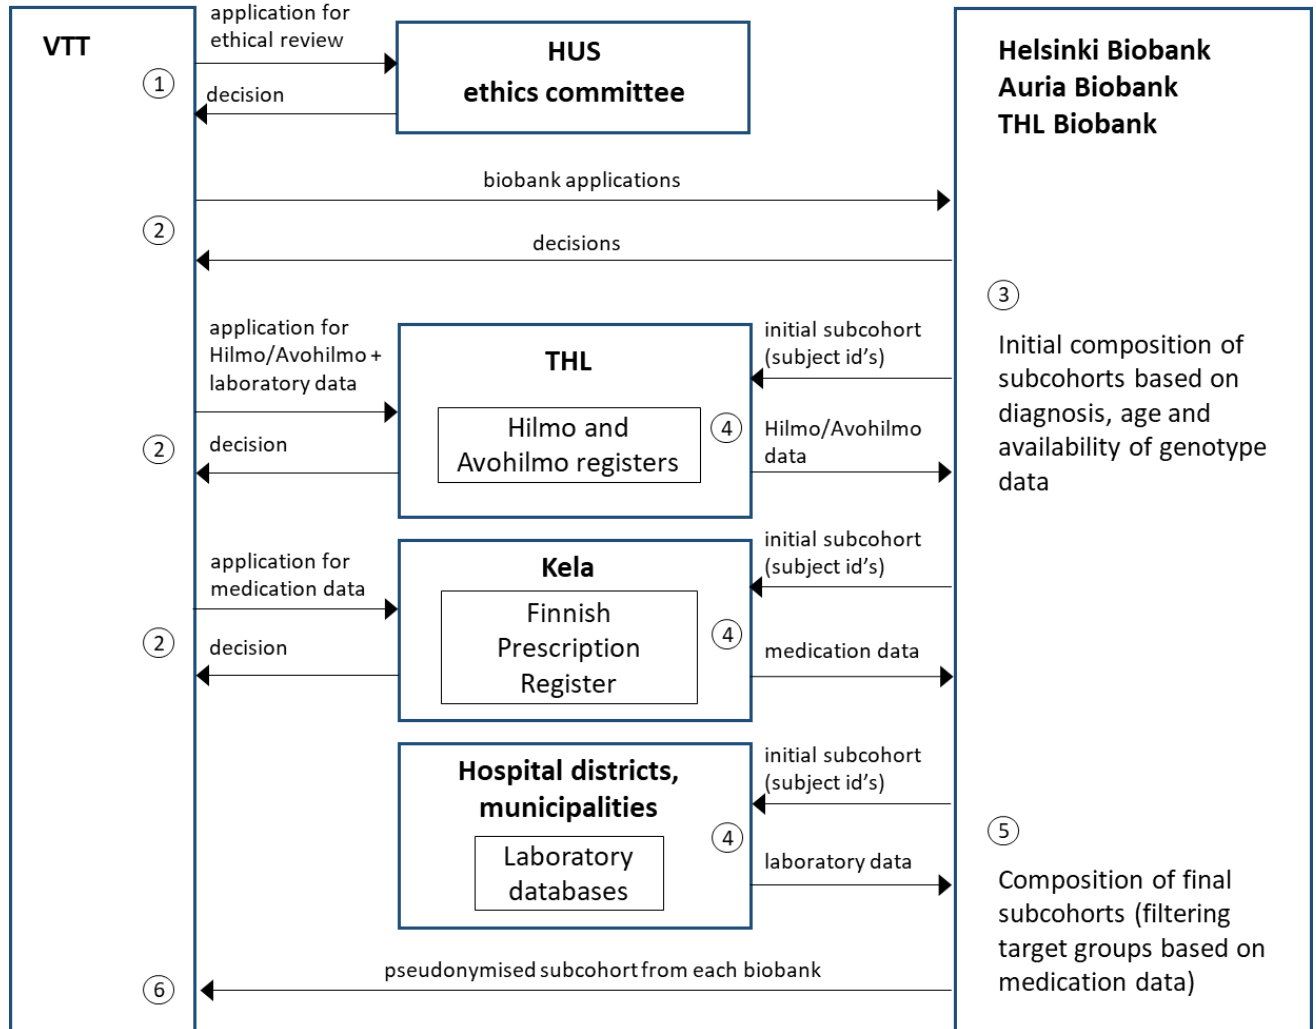 VTT
application for
ethical review
1
decision
HUS
ethics committee
Helsinki Biobank
Auria Biobank
THL Biobank
biobank applications
2
decisions
3
Initial composition of
subcohorts based on
diagnosis, age and
availability of genotype
data
application for
Hilmo/Avohilmo +
laboratory data
2
decision
THL
Hilmo and
Avohilmo registers
4
initial subcohort
(subject id's)
Hilmo/Avohilmo
data
application for
medication data
2
decision
Kela
Finnish
Prescription
Register
4
initial subcohort
(subject id's)
medication data
Hospital districts,
municipalities
Laboratory
databases
4
initial subcohort
(subject id's)
laboratory data
5
Composition of final
subcohorts (filtering
target groups based on
medication data)
pseudonymised subcohort from each biobank
6